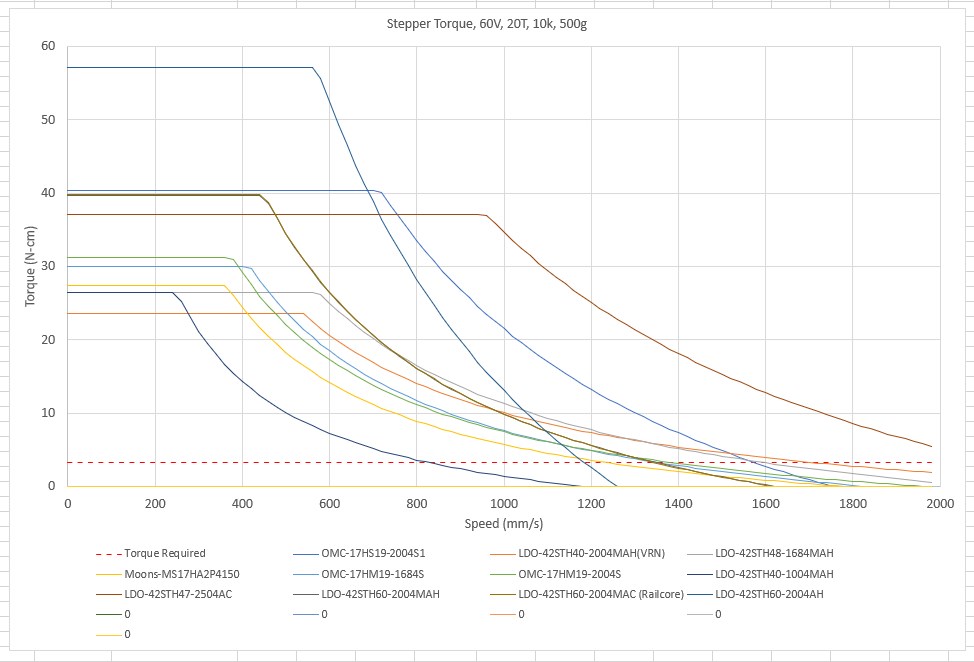 Stepper Torque, 60V, 20T, 10k, 500g
60
50
40
30
20
10
0
Torque (N-cm)
0 200 400 600 800 1000 1200 1400 1600 1800 2000
Speed (mm/s)
Torque Required OMC-17HS19-2004S1 LDO-42STH40-2004MAH(VRN) LDO-42STH48-1684MAH
Moons-MS17HA2P4150 OMC-17HM19-1684S OMC-17HM19-2004S LDO-42STH40-1004MAH
LDO-42STH47-2504AC LDO-42STH60-2004MAH LDO-42STH60-2004MAC (Railcore) LDO-42STH60-2004AH
0 0 0 0
0